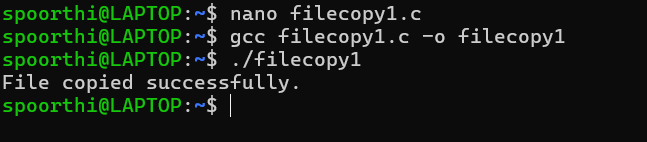 spoorthi@LAPTOP:~$ nano filecopy1.c
spoorthi@LAPTOP:~$ gcc filecopy1.c -o filecopy1
spoorthi@LAPTOP:~$ ./filecopy1
File copied successfully.
spoorthi@LAPTOP:~$